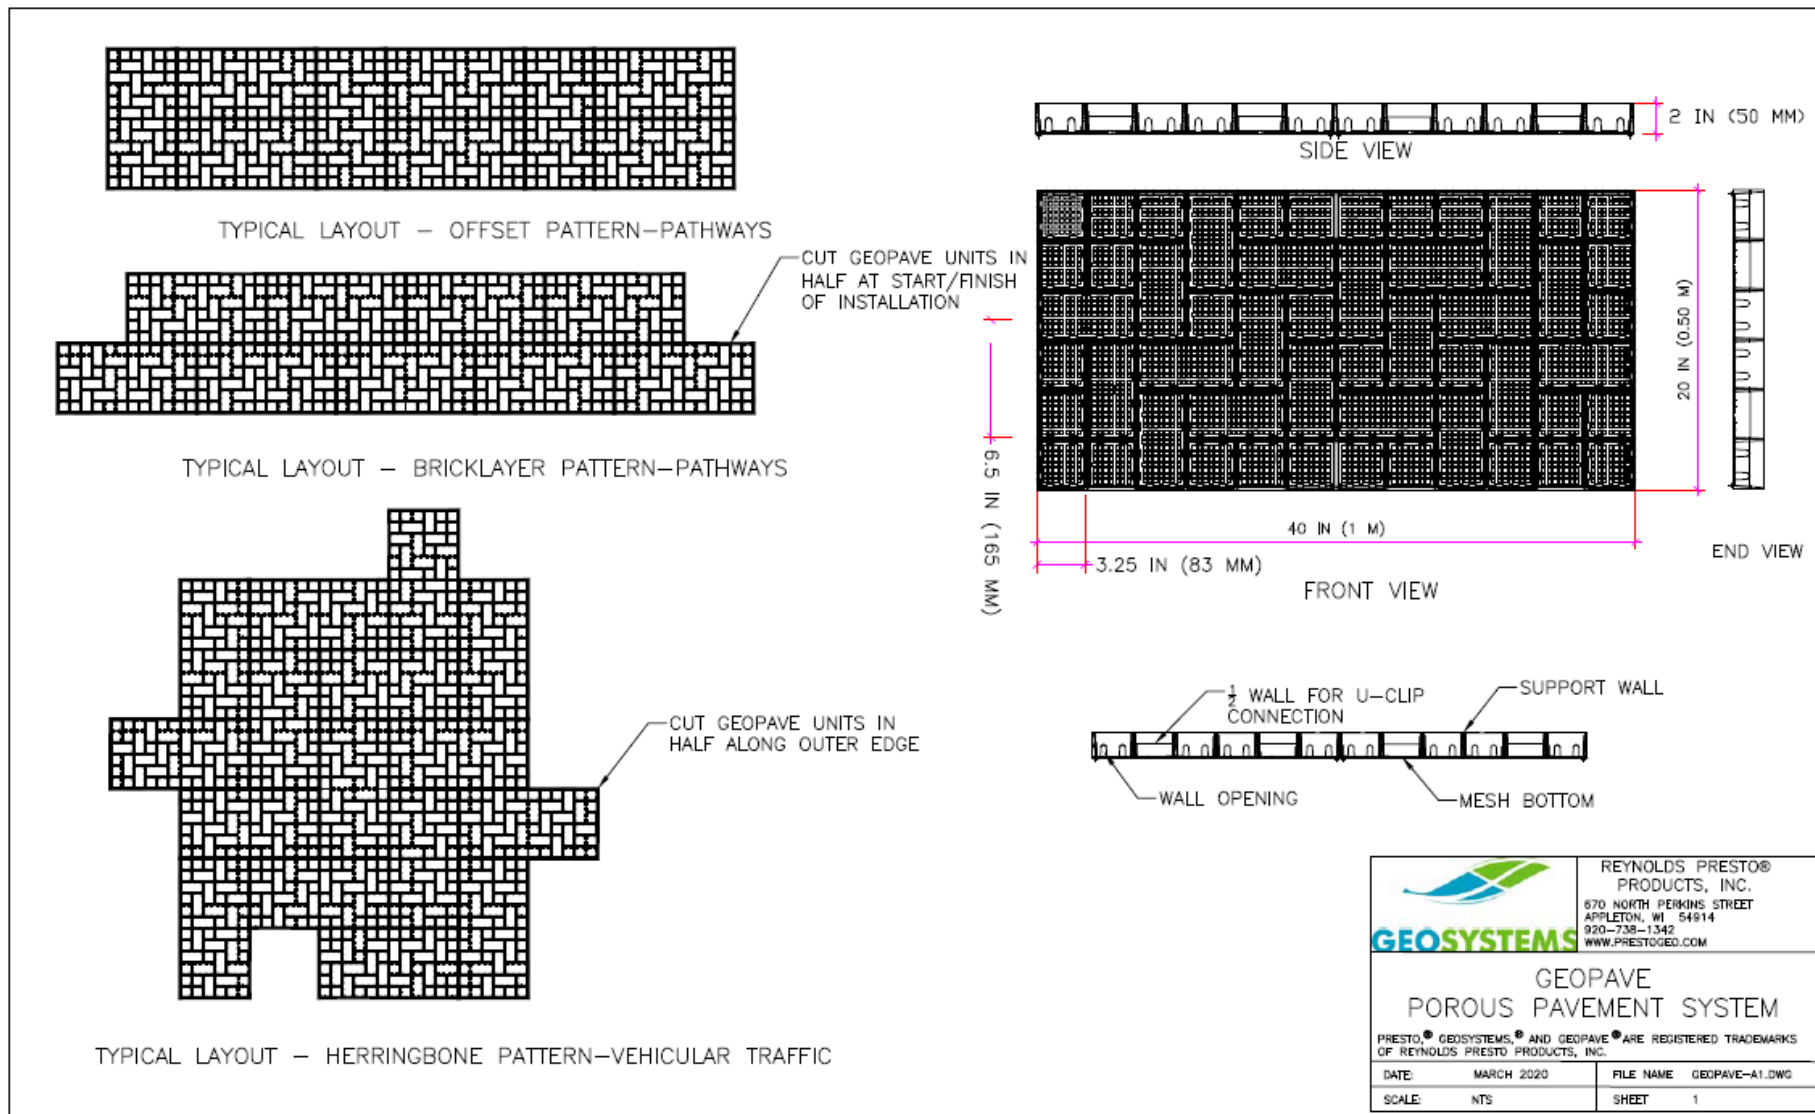 TYPICAL LAYOUT – OFFSET PATTERN–PATHWAYS
CUT GEOPAVE UNITS IN
HALF AT START/FINISH
OF INSTALLATION
TYPICAL LAYOUT – BRICKLAYER PATTERN–PATHWAYS
CUT GEOPAVE UNITS IN
HALF ALONG OUTER EDGE
TYPICAL LAYOUT – HERRINGBONE PATTERN–VEHICULAR TRAFFIC
2 IN (50 MM)
SIDE VIEW
20 IN (0.50 M)
6.5 IN (165 MM)
40 IN (1 M)
3.25 IN (83 MM)
FRONT VIEW
END VIEW
½ WALL FOR U–CLIP
CONNECTION
SUPPORT WALL
WALL OPENING
MESH BOTTOM
GEOSYSTEMS
REYNOLDS PRESTO®
PRODUCTS, INC.
670 NORTH PERKINS STREET
APPLETON, WI 54914
920–738–1342
WWW.PRESTOGEO.COM
GEOPAVE
POROUS PAVEMENT SYSTEM
PRESTO,® GEOSYSTEMS,® AND GEOPAVE® ARE REGISTERED TRADEMARKS
OF REYNOLDS PRESTO PRODUCTS, INC.
DATE: MARCH 2020
FILE NAME GEOPAVE–A1.DWG
SCALE: NTS
SHEET 1